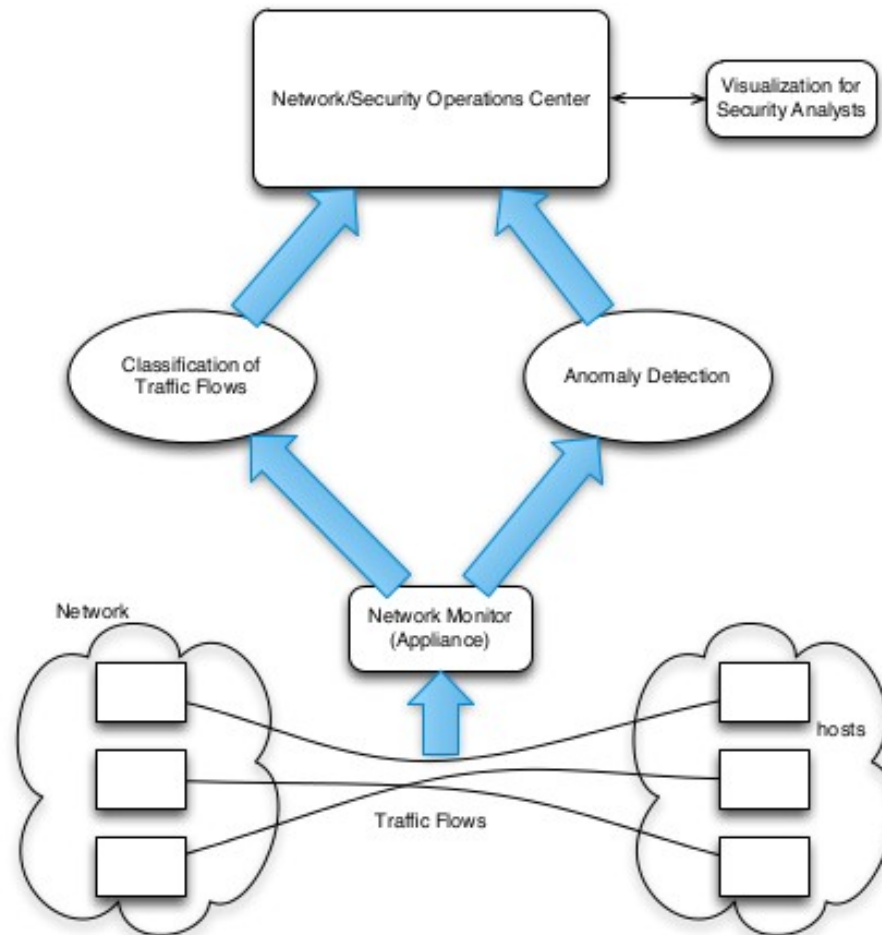 Network/Security Operations Center
Visualization for
Security Analysts
Classification of
Traffic Flows
Anomaly Detection
Network
Network Monitor
(Appliance)
hosts
Traffic Flows